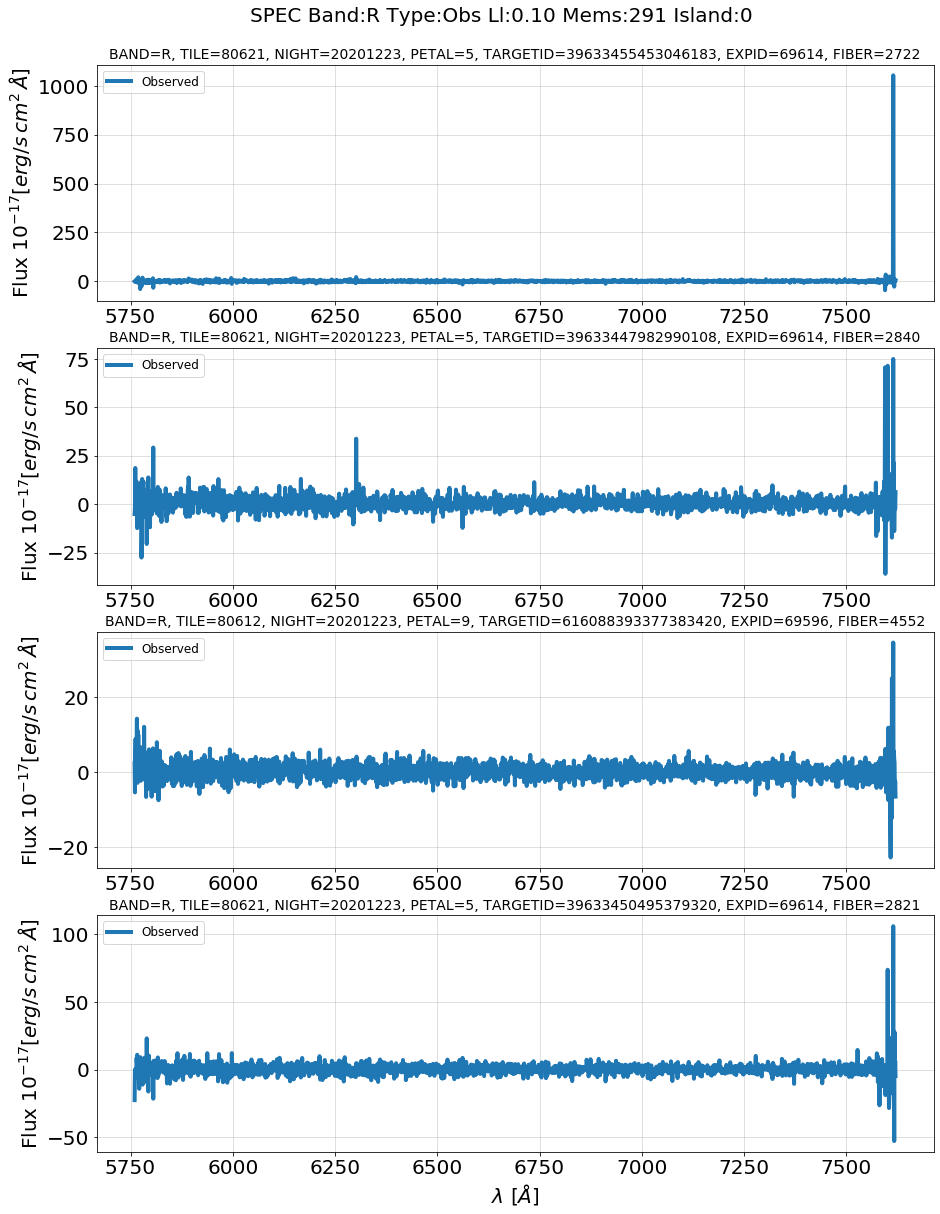 SPEC Band:R Type:Obs Ll:0.10 Mems:291 Island:0
BAND=R, TILE=80621, NIGHT=20201223, PETAL=5, TARGETID=39633455453046183, EXPID=69614, FIBER=2722
Observed
Flux 10^{-17}[erg/s cm^2 Å]
1000
750
500
250
0
5750 6000 6250 6500 6750 7000 7250 7500
BAND=R, TILE=80621, NIGHT=20201223, PETAL=5, TARGETID=39633447982990108, EXPID=69614, FIBER=2840
Observed
Flux 10^{-17}[erg/s cm^2 Å]
75
50
25
0
−25
5750 6000 6250 6500 6750 7000 7250 7500
BAND=R, TILE=80612, NIGHT=20201223, PETAL=9, TARGETID=616088393377383420, EXPID=69596, FIBER=4552
Observed
Flux 10^{-17}[erg/s cm^2 Å]
20
0
−20
5750 6000 6250 6500 6750 7000 7250 7500
BAND=R, TILE=80621, NIGHT=20201223, PETAL=5, TARGETID=39633450495379320, EXPID=69614, FIBER=2821
Observed
Flux 10^{-17}[erg/s cm^2 Å]
100
50
0
−50
5750 6000 6250 6500 6750 7000 7250 7500
λ [Å]